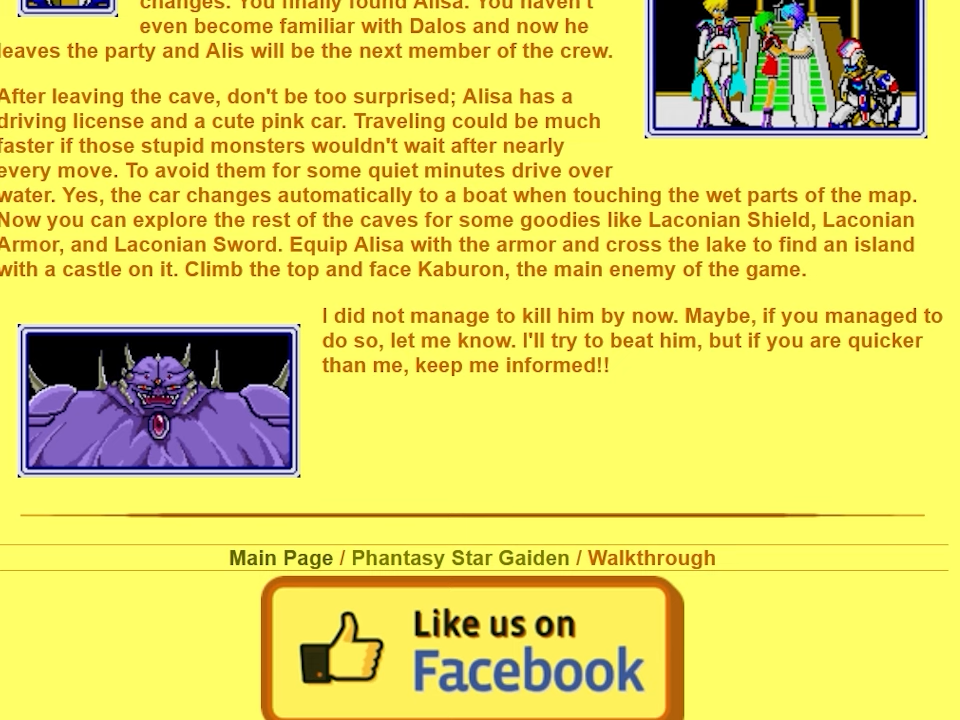 changes. You finally found Alisa. You haven't
even become familiar with Dalos and now he
leaves the party and Alis will be the next member of the crew.
After leaving the cave, don't be too surprised; Alisa has a
driving license and a cute pink car. Traveling could be much
faster if those stupid monsters wouldn't wait after nearly
every move. To avoid them for some quiet minutes drive over
water. Yes, the car changes automatically to a boat when touching the wet parts of the map.
Now you can explore the rest of the caves for some goodies like Laconian Shield, Laconian
Armor, and Laconian Sword. Equip Alisa with the armor and cross the lake to find an island
with a castle on it. Climb the top and face Kaburon, the main enemy of the game.
I did not manage to kill him by now. Maybe, if you managed to
do so, let me know. I'll try to beat him, but if you are quicker
than me, keep me informed!!
Main Page / Phantasy Star Gaiden / Walkthrough
Like us on
Facebook